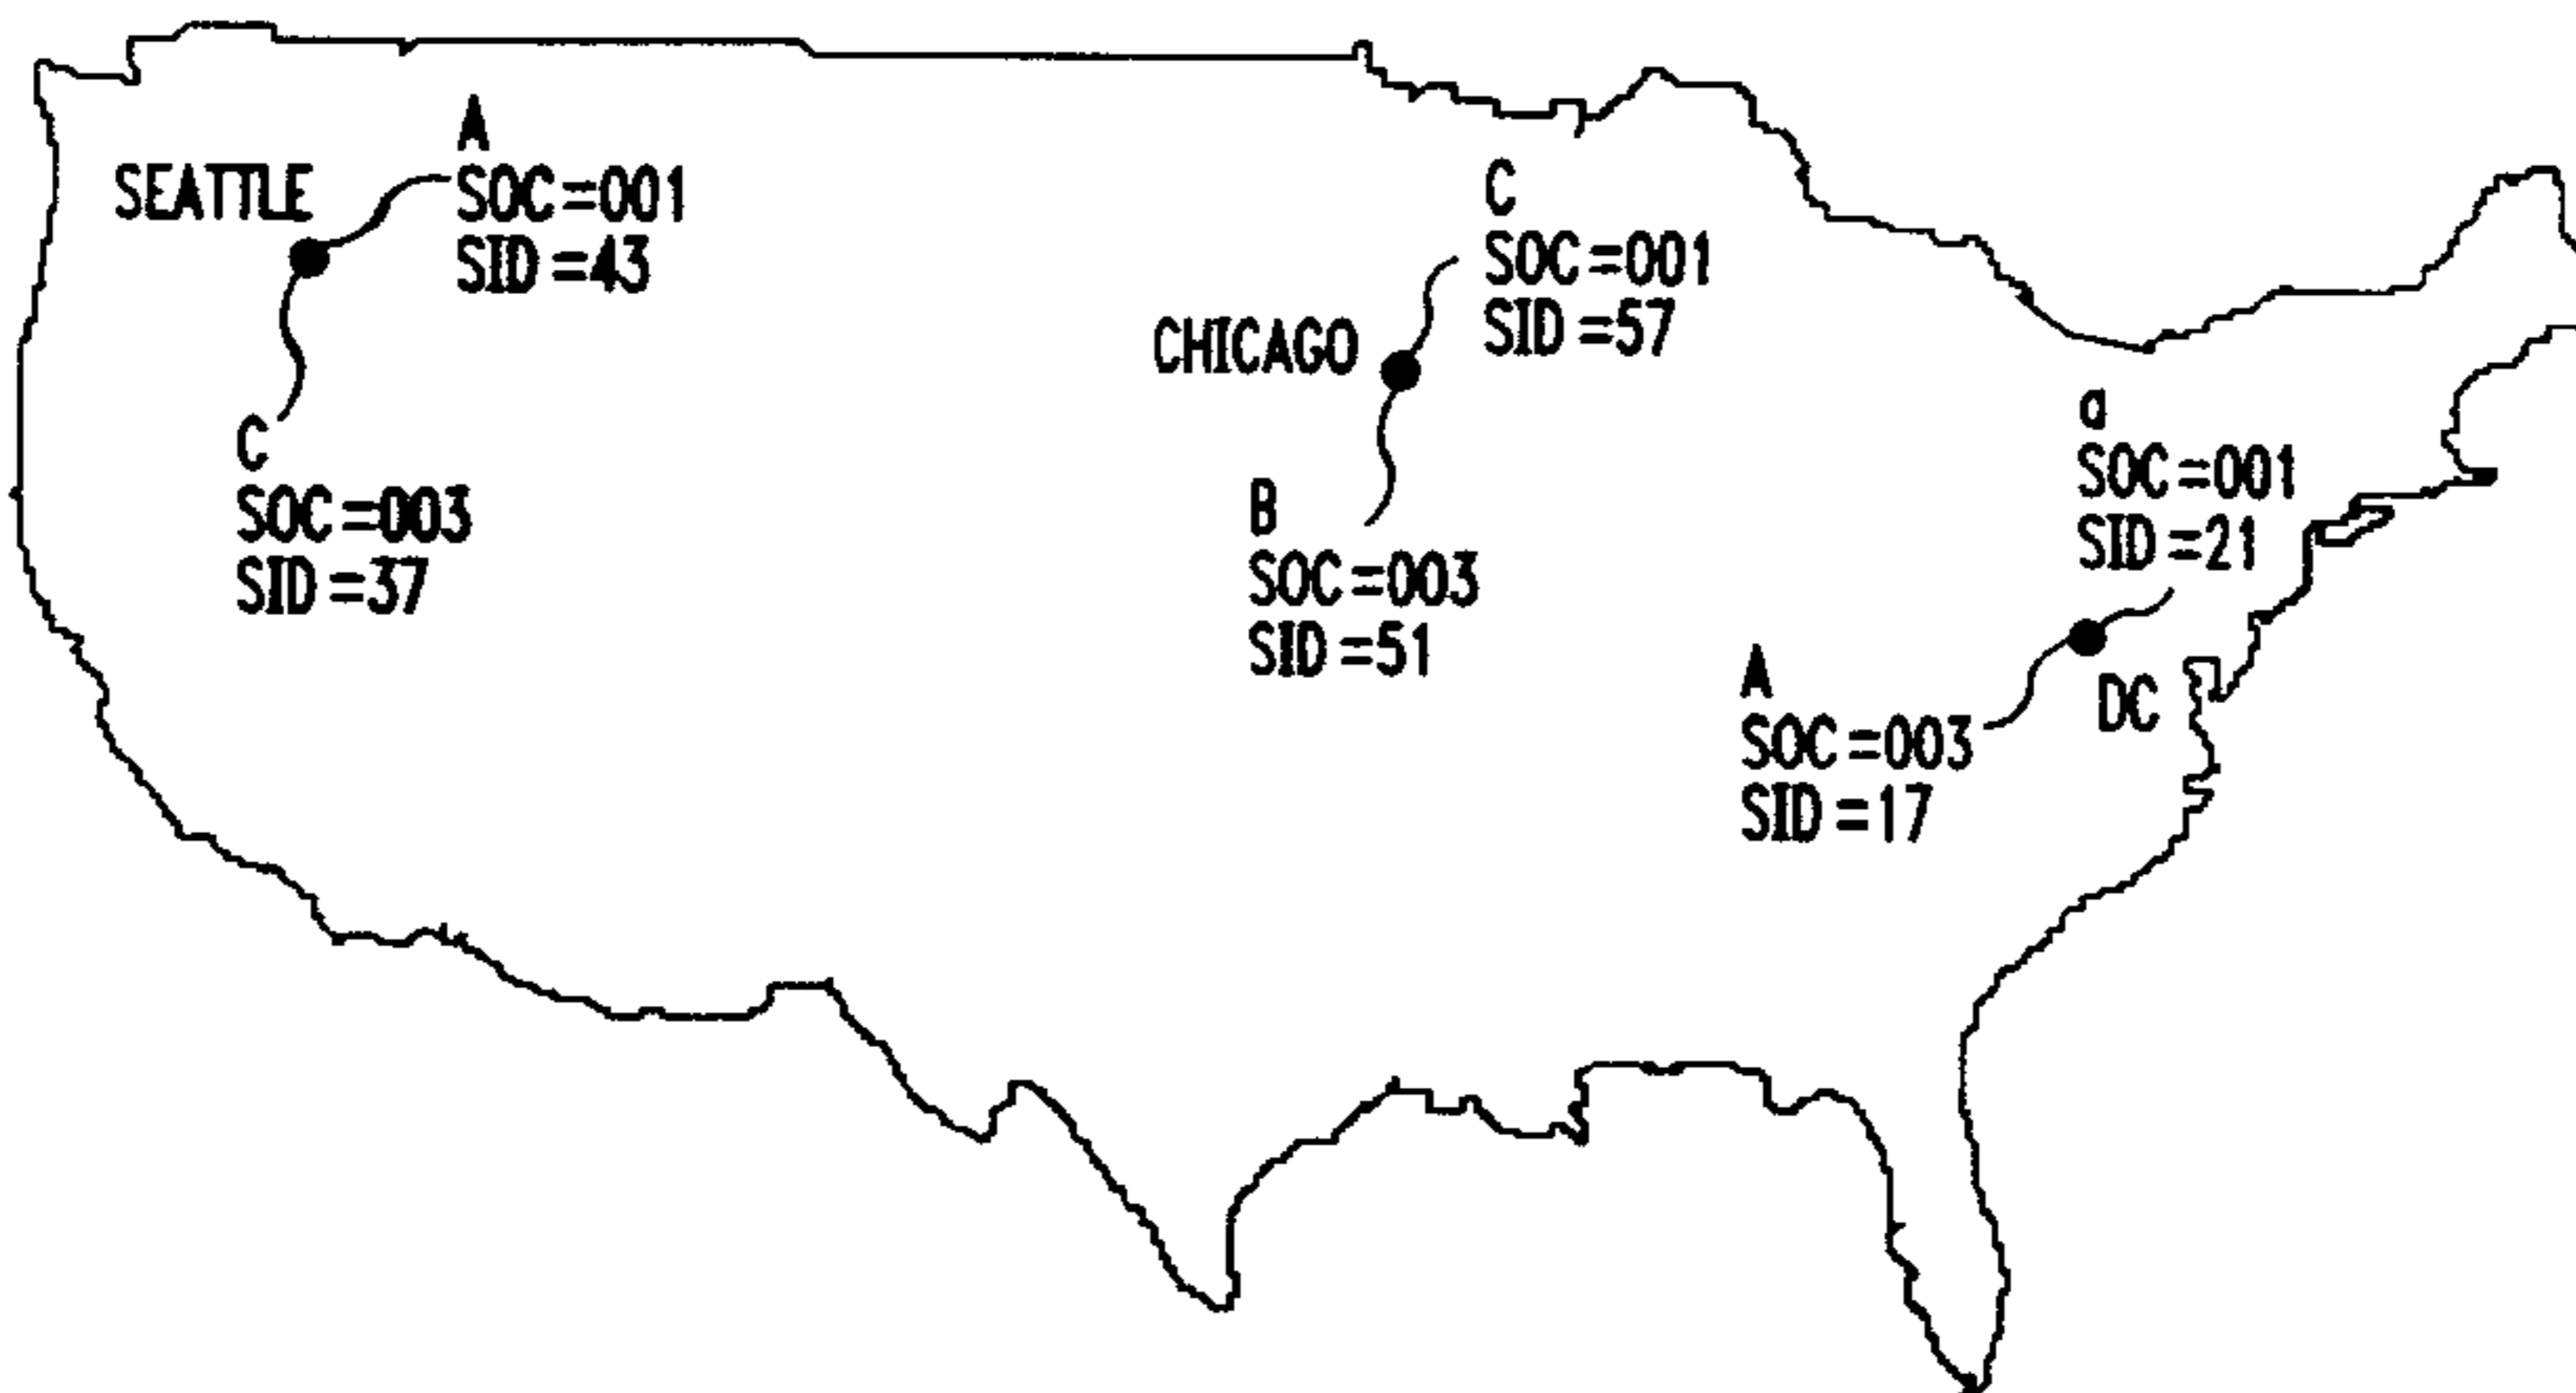 A
SEATTLE
SOC=001
SID=43
C
SOC=003
SID=37
C
SOC=001
SID=57
CHICAGO
B
SOC=003
SID=51
a
SOC=001
SID=21
A
SOC=003
SID=17
DC